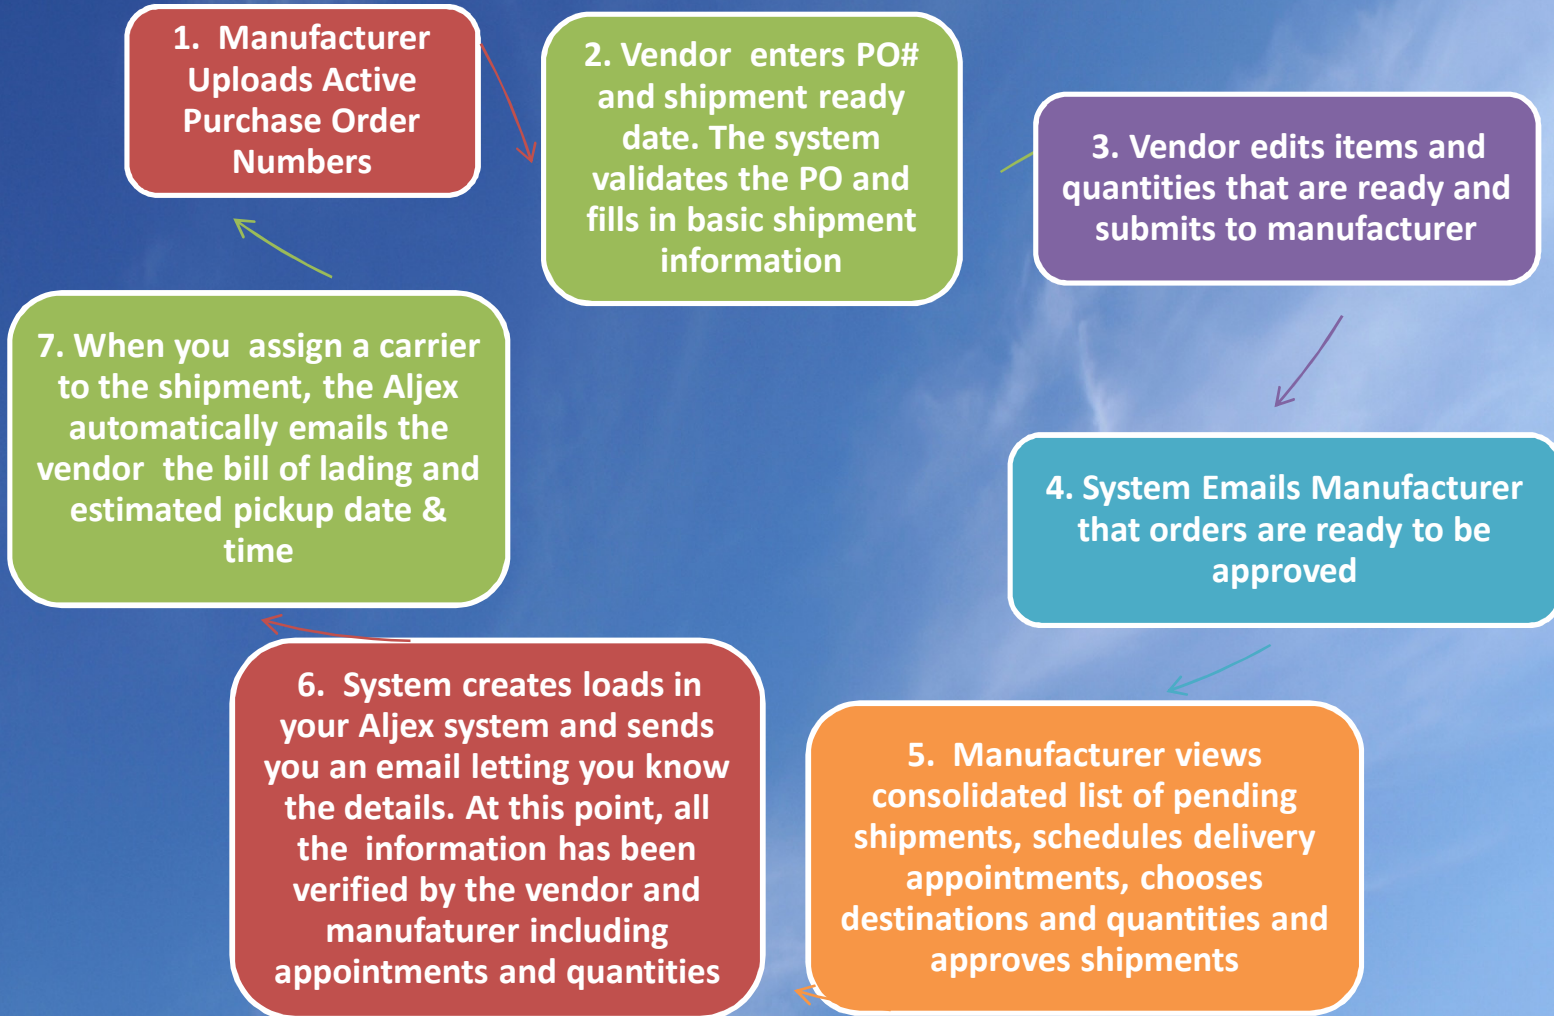 1.  Manufacturer
Uploads Active
Purchase Order
Numbers
2. Vendor  enters PO#
and shipment ready
date. The system
validates the PO and
fills in basic shipment
information
3. Vendor edits items and
quantities that are ready and
submits to manufacturer
4. System Emails Manufacturer
that orders are ready to be
approved
5.  Manufacturer views
consolidated list of pending
shipments, schedules delivery
appointments, chooses
destinations and quantities and
approves shipments
6.  System creates loads in
your Aljex system and sends
you an email letting you know
the details. At this point, all
the  information has been
verified by the vendor and
manufaturer including
appointments and quantities
7. When you  assign a carrier
to the shipment, the Aljex
automatically emails the
vendor  the bill of lading and
estimated pickup date &
time